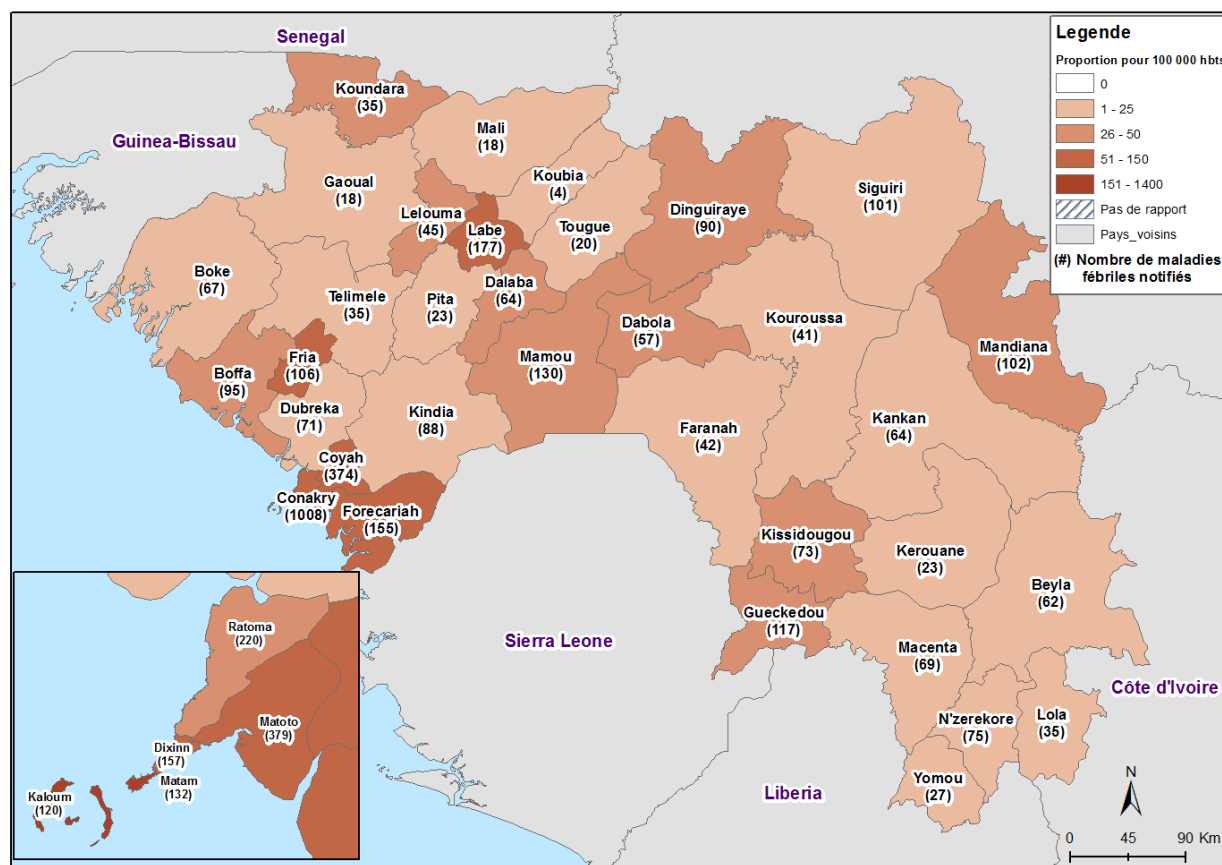 Senegal
Koundara
(35)
Guinea-Bissau
Mali
(18)
Koubia
(4)
Gaoual
(18)
Lelouma
(45)
Labe
(177)
Tougue
(20)
Dinguiraye
(90)
Siguiri
(101)
Boke
(67)
Telimele
(35)
Pita
(23)
Dalaba
(64)
Dabola
(57)
Kouroussa
(41)
Mandiana
(102)
Fria
(106)
Boffa
(95)
Mamou
(130)
Dubreka
(71)
Kindia
(88)
Faranah
(42)
Kankan
(64)
Coyah
(374)
Conakry
(1008)
Forecariah
(155)
Kissidougou
(73)
Kerouane
(23)
Beyla
(62)
Gueckedou
(117)
Sierra Leone
Macenta
(69)
Côte d'Ivoire
N'zerekore
(75)
Lola
(35)
Yomou
(27)
Liberia
Legende
Proportion pour 100 000 hbts
0
1 - 25
26 - 50
51 - 150
151 - 1400
Pas de rapport
Pays_voisins
(#) Nombre de maladies
fébriles notifiés
Ratoma
(220)
Matoto
(379)
Dixinn
(157)
Matam
(132)
Kaloum
(120)
N
0 45 90 Km